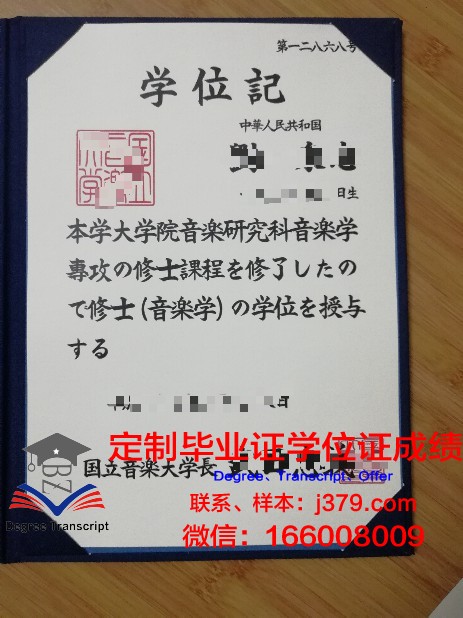 第一二八六八号
学位記
中華人民共和国
日生
本学大学院音楽研究科音楽学
専攻の修士課程を修了したの
で修士(音楽学)の学位を授与
する
日
定制毕业证学位证成绩
国立音楽大学長
Degree、Transcript、Offer
联系、样本：j379.com
Degree Transcript
微信：166008009